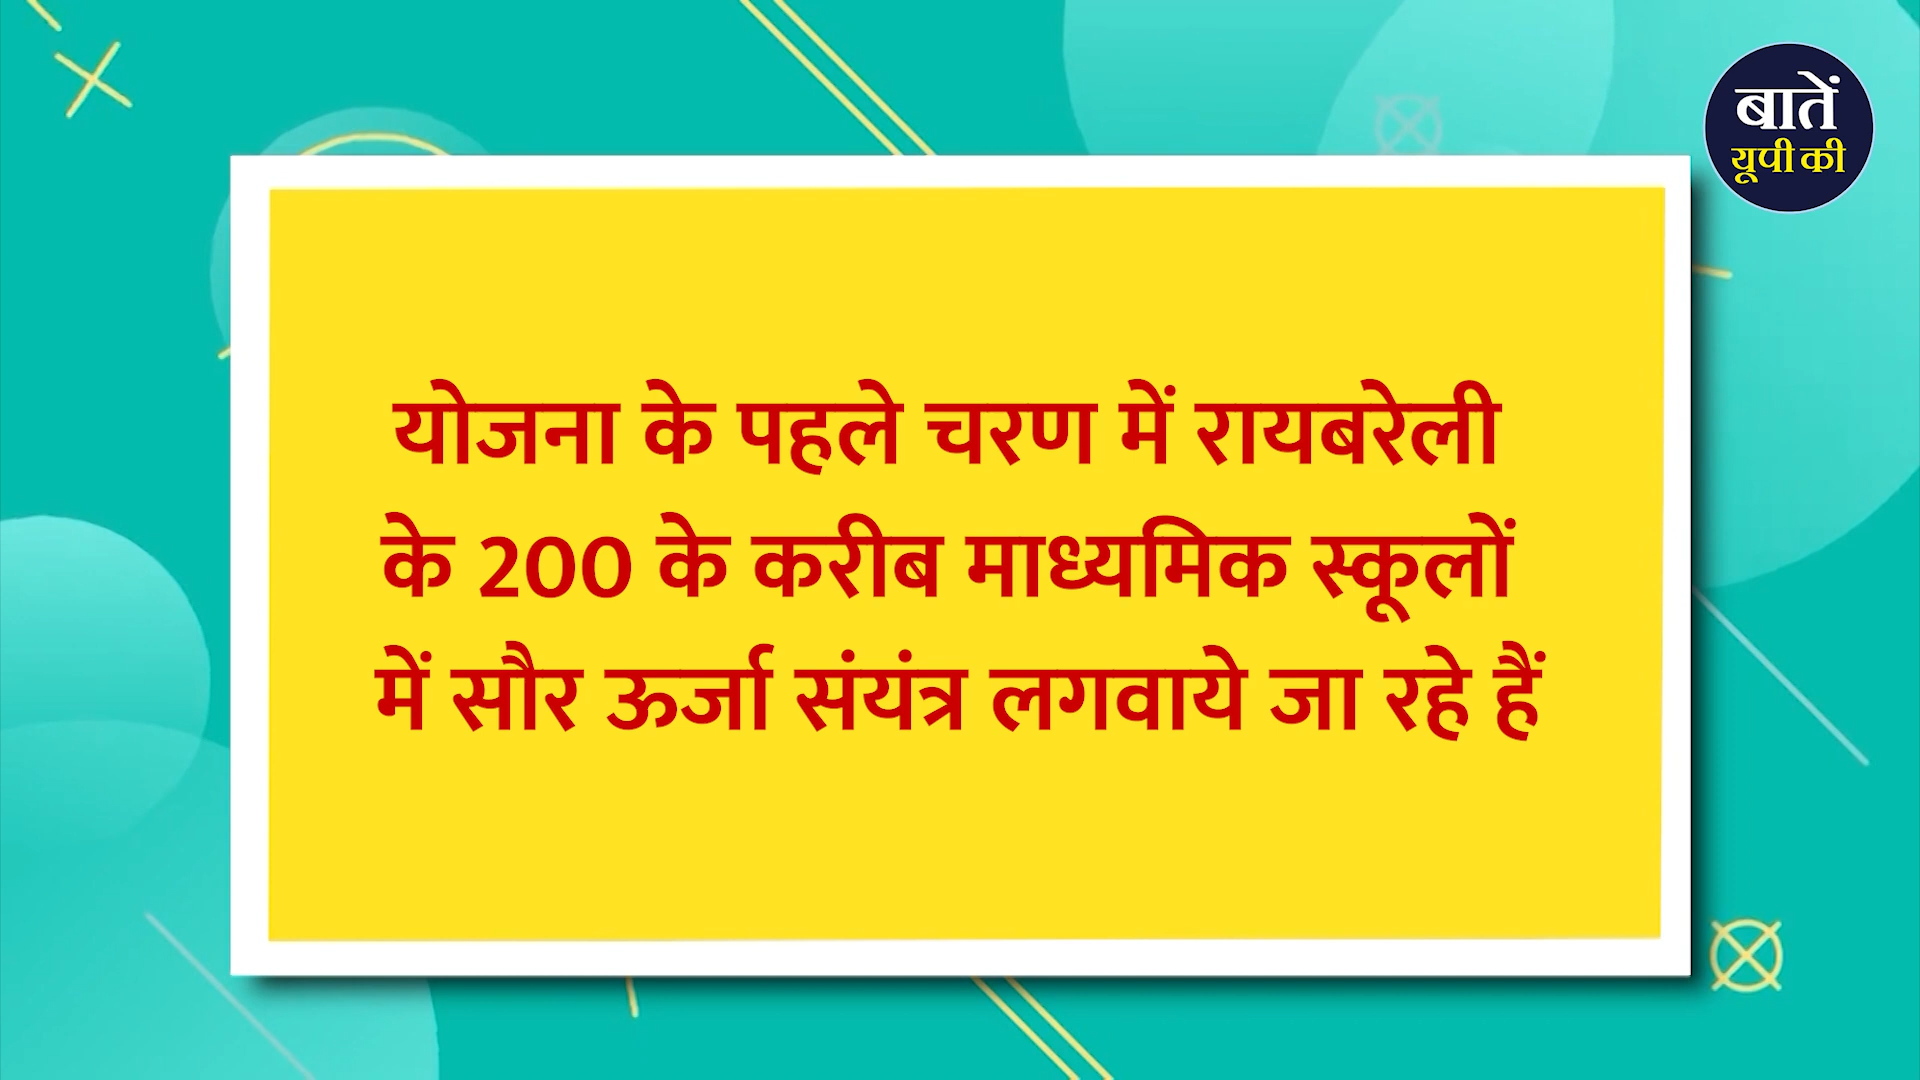 बातें
यूपी की
योजना के पहले चरण में रायबरेली
के 200 के करीब माध्यमिक स्कूलों
में सौर ऊर्जा संयंत्र लगवाये जा रहे हैं